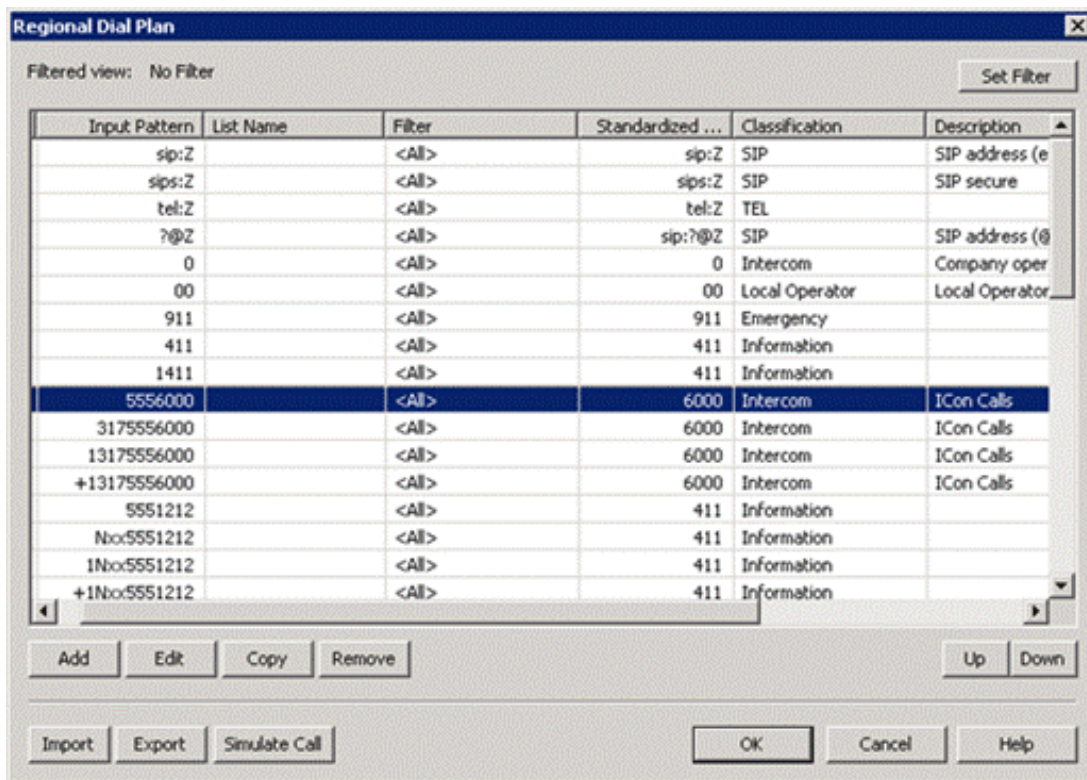 Regional Dial Plan
Filtered view: No Filter
Set Filter
Input Pattern List Name Filter Standardized ... Classification Description
sip:Z <All> sip:Z SIP SIP address (e
sips:Z <All> sips:Z SIP SIP secure
tel:Z <All> tel:Z TEL
?@Z <All> sip:?@Z SIP SIP address (@
0 <All> 0 Intercom Company oper
00 <All> 00 Local Operator Local Operator
911 <All> 911 Emergency
411 <All> 411 Information
1411 <All> 411 Information
5556000 <All> 6000 Intercom ICon Calls
3175556000 <All> 6000 Intercom ICon Calls
13175556000 <All> 6000 Intercom ICon Calls
+13175556000 <All> 6000 Intercom ICon Calls
5551212 <All> 411 Information
Nxx5551212 <All> 411 Information
1Nxx5551212 <All> 411 Information
+1Nxx5551212 <All> 411 Information
Add Edit Copy Remove Up Down
Import Export Simulate Call OK Cancel Help